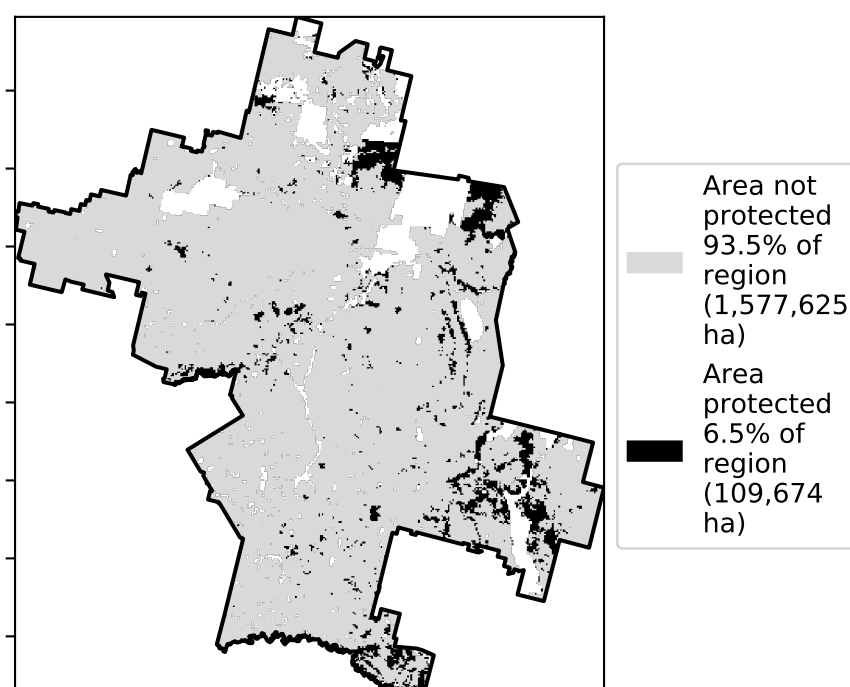 Area not
protected
93.5% of
region
(1,577,625
ha)
Area
protected
6.5% of
region
(109,674
ha)